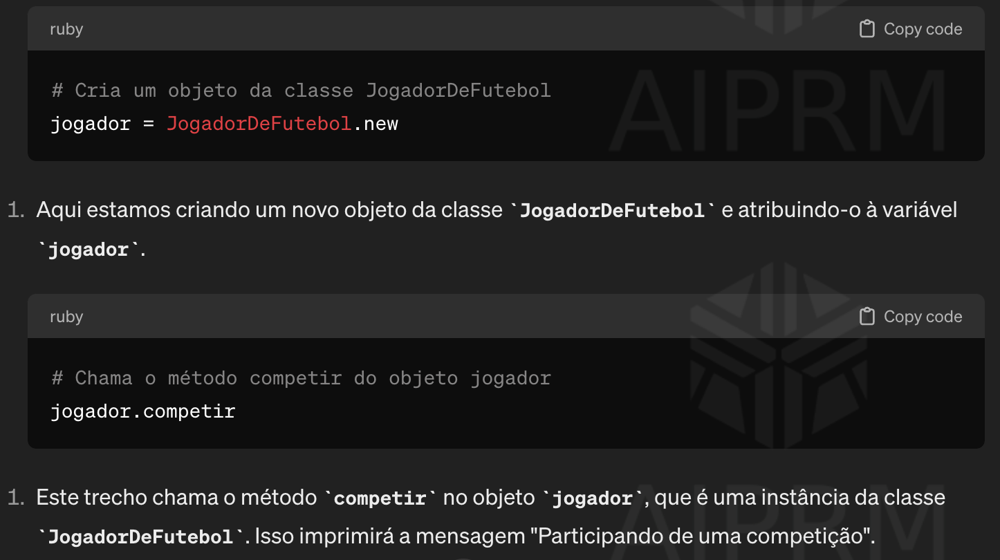 ruby
Copy code
# Cria um objeto da classe JogadorDeFutebol
jogador = JogadorDeFutebol.new
AIPRM
1. Aqui estamos criando um novo objeto da classe `JogadorDeFutebol` e atribuindo-o à variável
`jogador`.
ruby
Copy code
# Chama o método competir do objeto jogador
jogador.competir
1. Este trecho chama o método `competir` no objeto `jogador`, que é uma instância da classe
`JogadorDeFutebol`. Isso imprimirá a mensagem "Participando de uma competição".
AIPRM